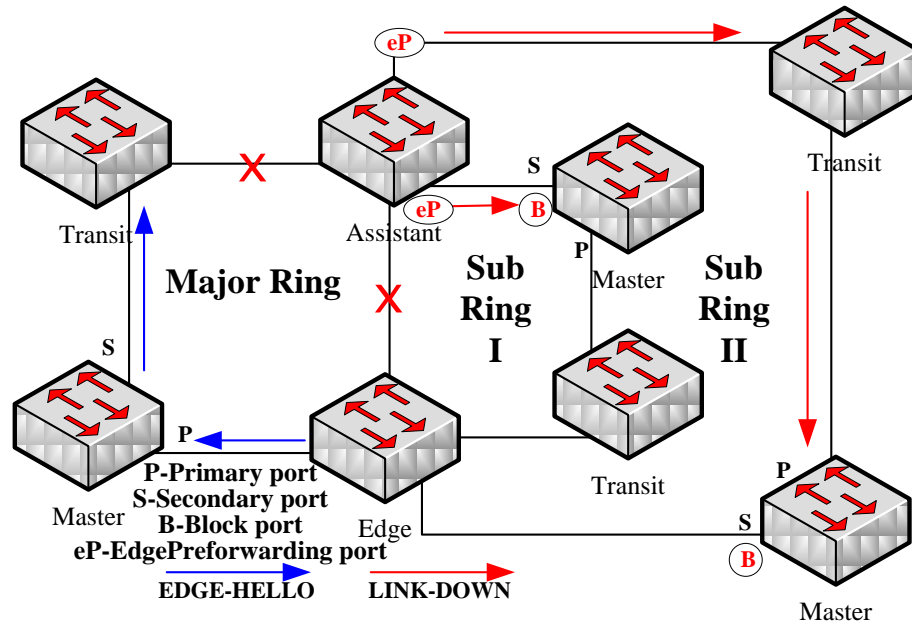 eP
Transit
S
eP
B
Transit
Assistant
P
Master
Major Ring
Sub
Ring
I
Sub
Ring
II
X
X
S
P
Master
P-Primary port
S-Secondary port
B-Block port
eP-EdgePreforwarding port
Edge
Transit
P
S
B
Master
EDGE-HELLO
LINK-DOWN